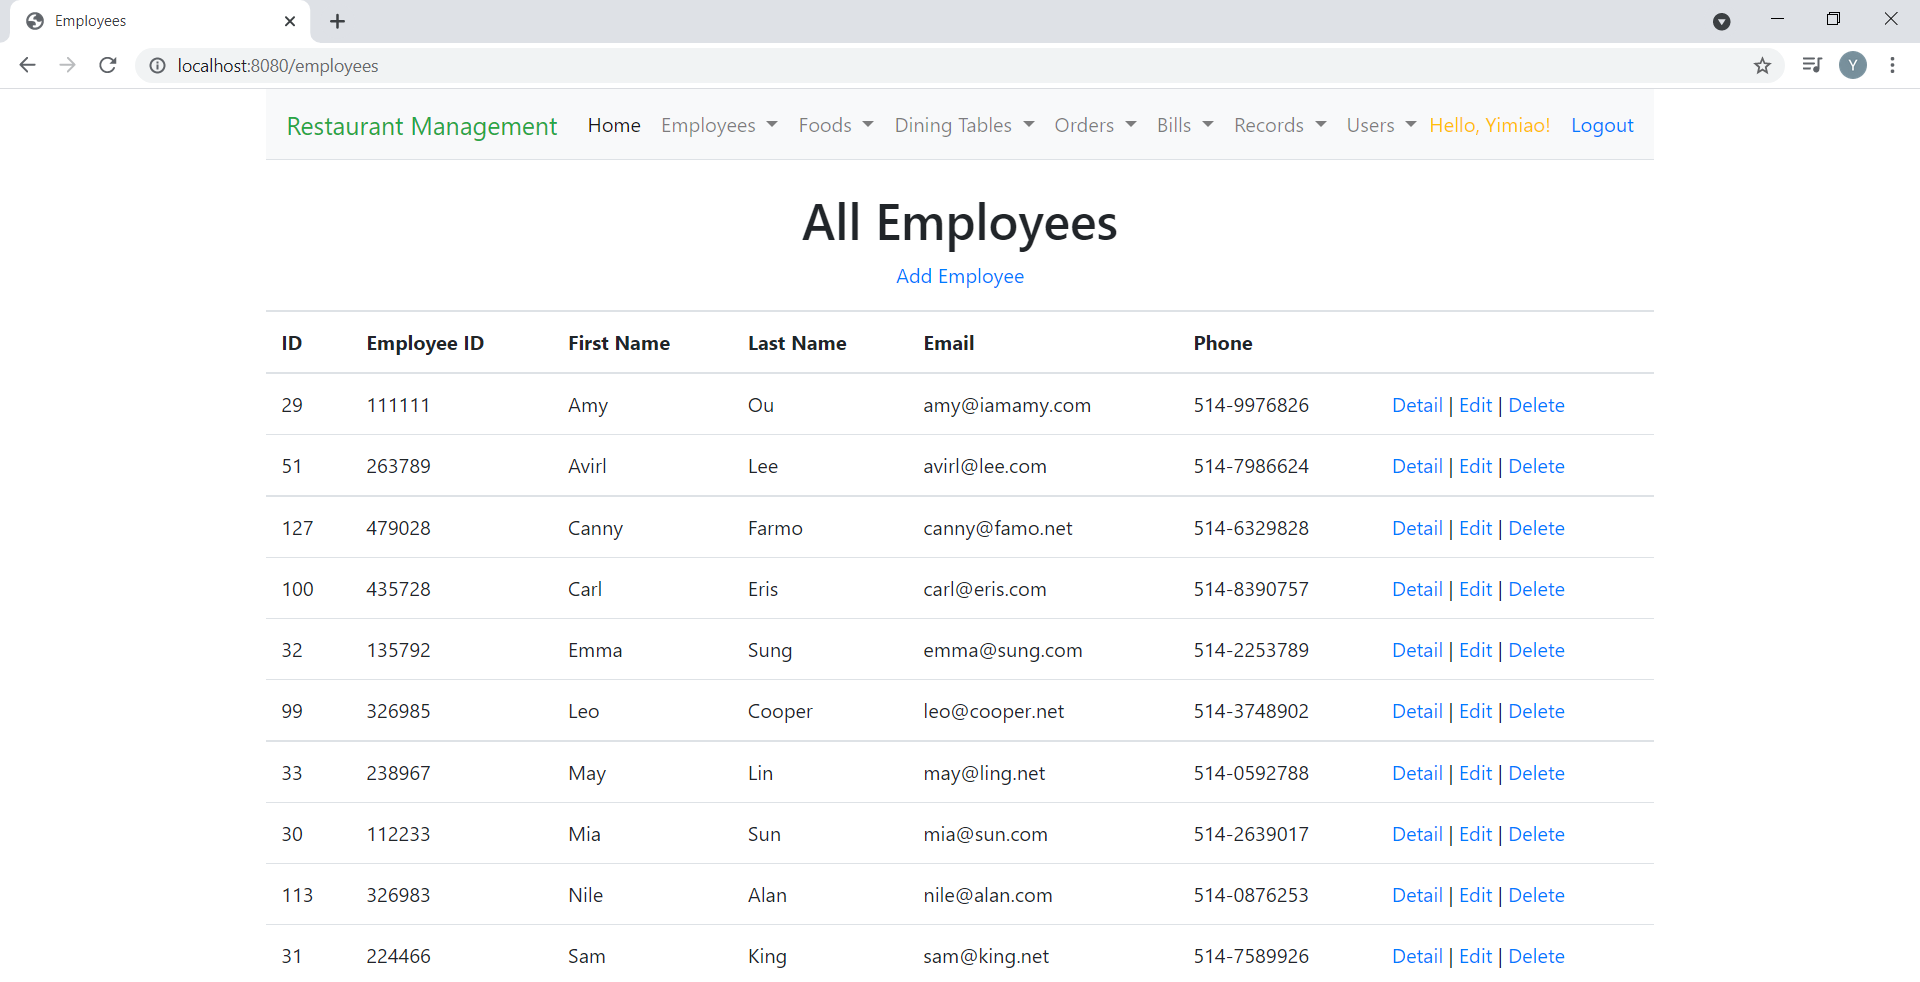 Employees
localhost:8080/employees
Y
Restaurant Management Home Employees Foods Dining Tables Orders Bills Records Users Hello, Yimiao! Logout
All Employees
Add Employee
ID Employee ID First Name Last Name Email Phone
29 111111 Amy Ou amy@iamamy.com 514-9976826 Detail | Edit | Delete
51 263789 Avirl Lee avirl@lee.com 514-7986624 Detail | Edit | Delete
127 479028 Canny Farmo canny@famo.net 514-6329828 Detail | Edit | Delete
100 435728 Carl Eris carl@eris.com 514-8390757 Detail | Edit | Delete
32 135792 Emma Sung emma@sung.com 514-2253789 Detail | Edit | Delete
99 326985 Leo Cooper leo@cooper.net 514-3748902 Detail | Edit | Delete
33 238967 May Lin may@ling.net 514-0592788 Detail | Edit | Delete
30 112233 Mia Sun mia@sun.com 514-2639017 Detail | Edit | Delete
113 326983 Nile Alan nile@alan.com 514-0876253 Detail | Edit | Delete
31 224466 Sam King sam@king.net 514-7589926 Detail | Edit | Delete